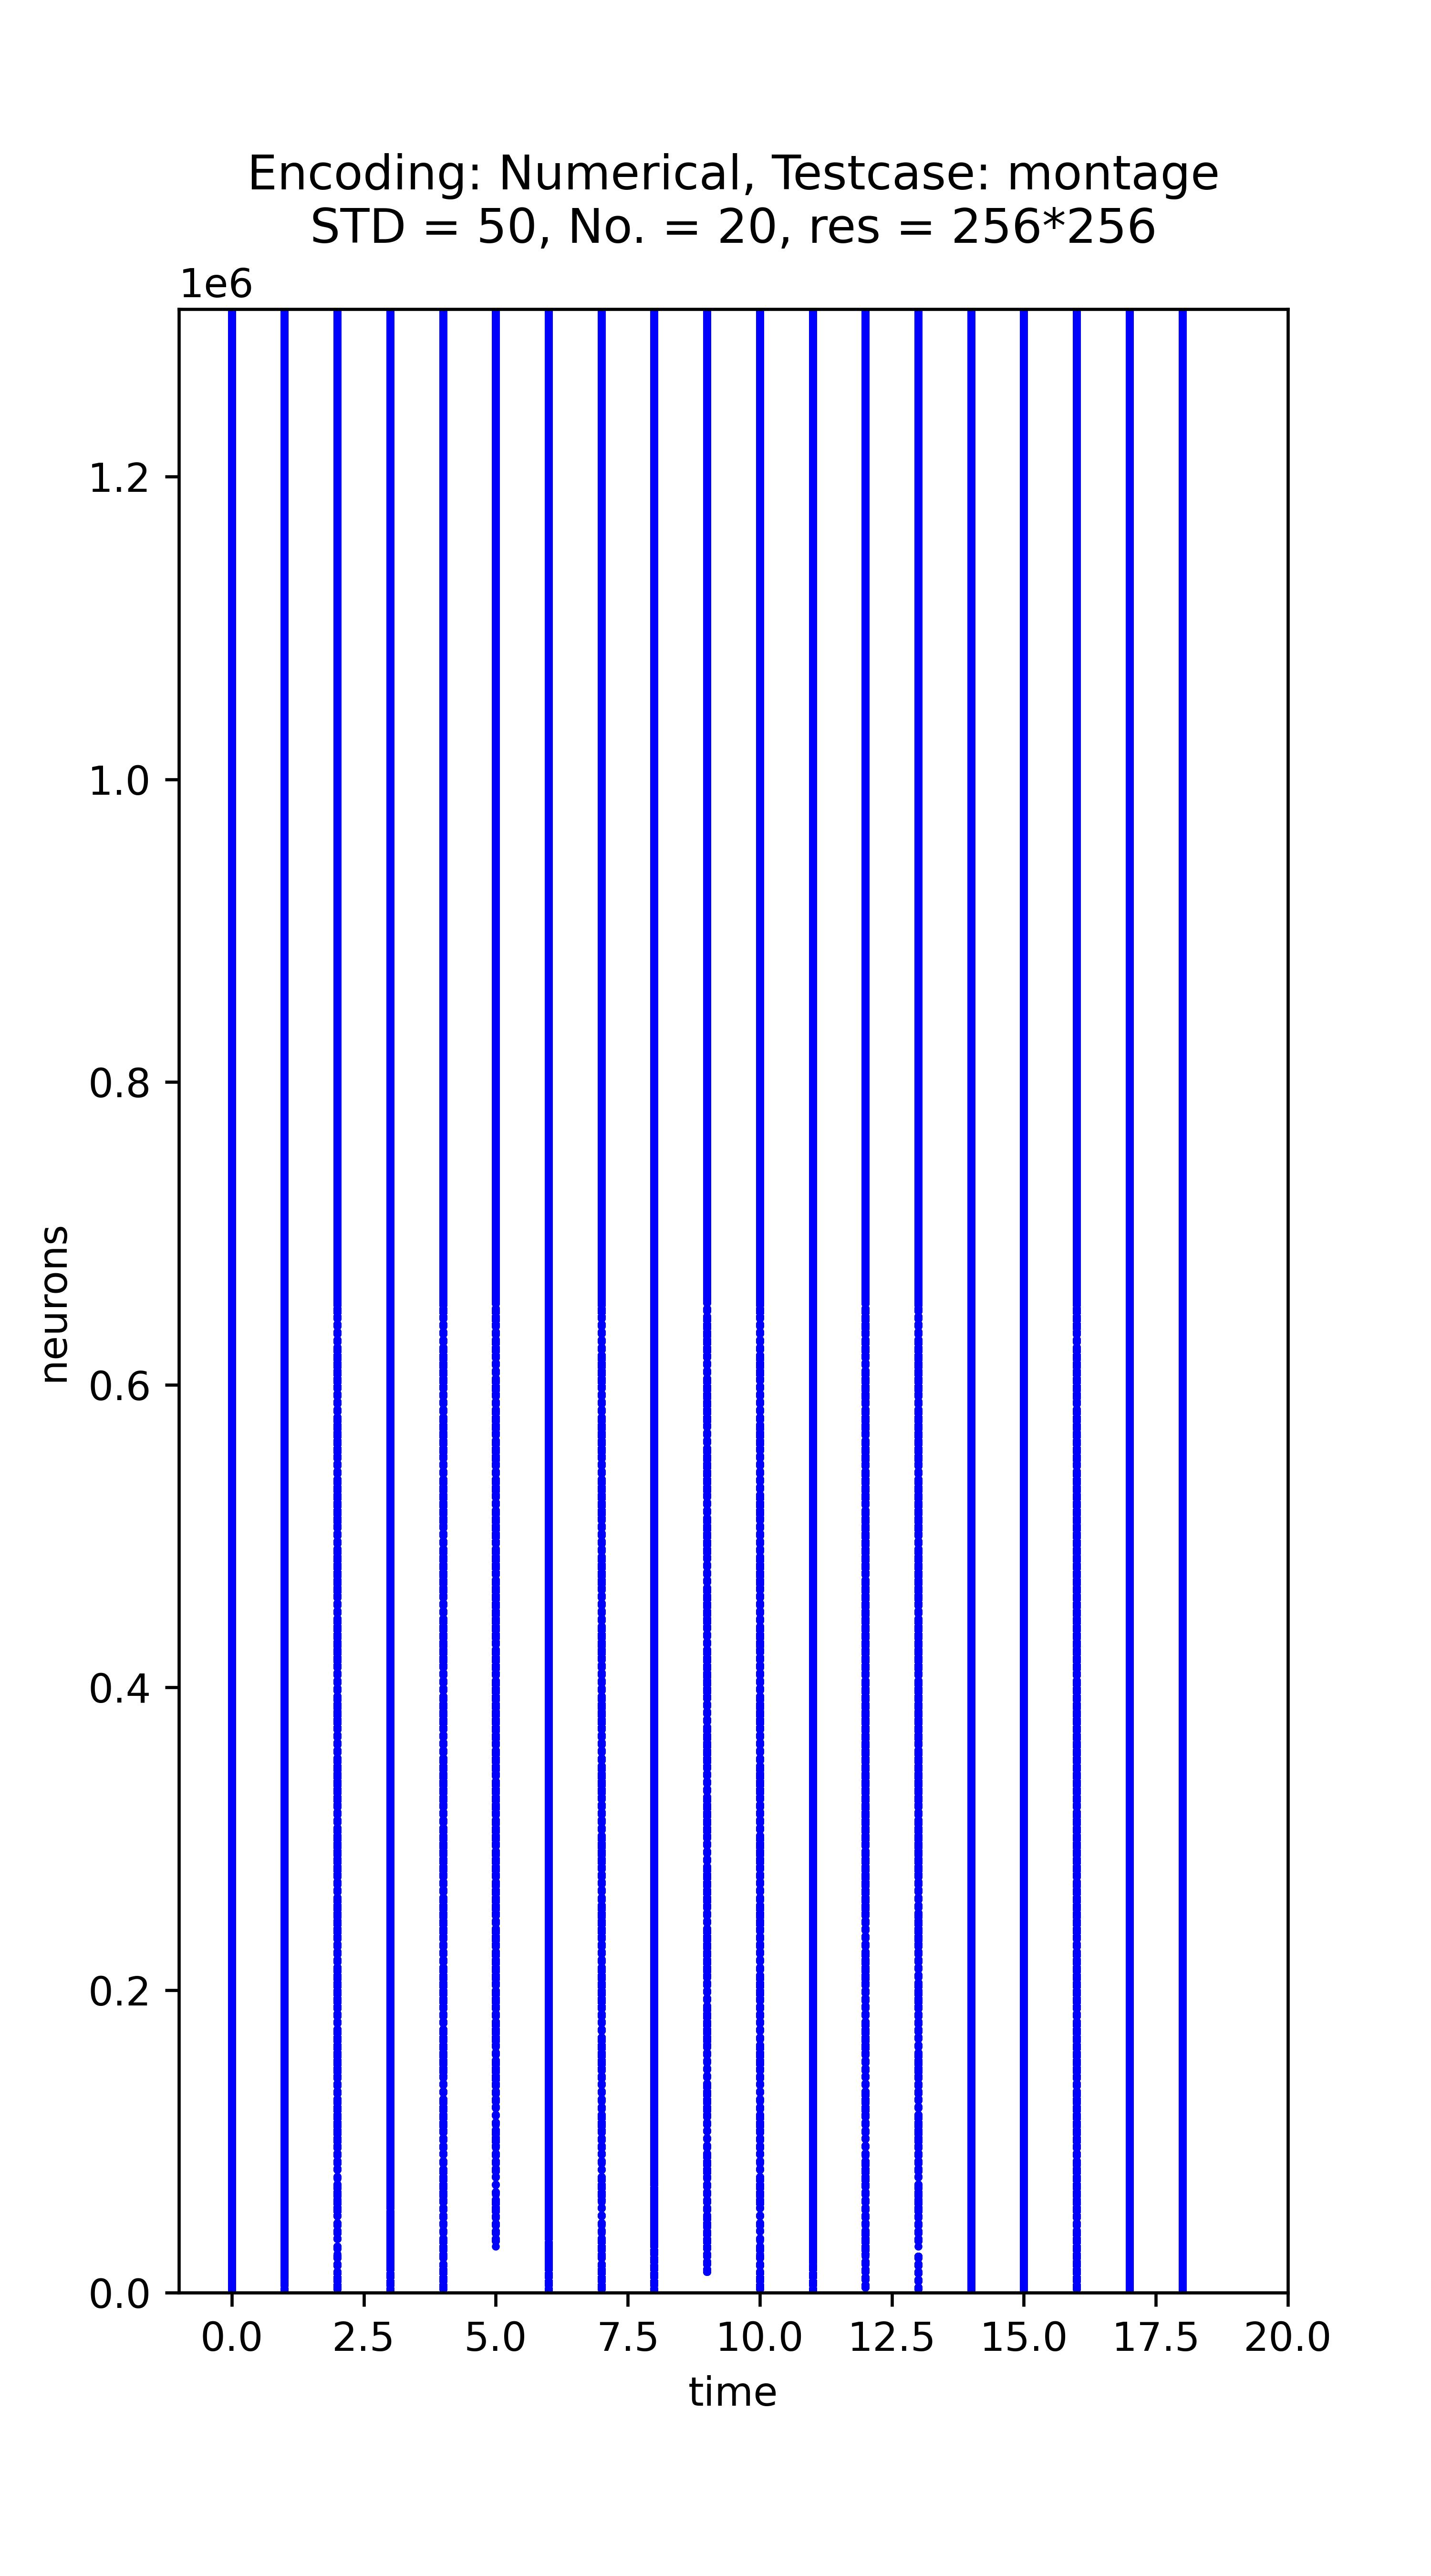 Encoding: Numerical, Testcase: montage
STD = 50, No. = 20, res = 256*256
1e6
1.2
1.0
0.8
neurons
0.6
0.4
0.2
0.0
0.0 2.5 5.0 7.5 10.0 12.5 15.0 17.5 20.0
time